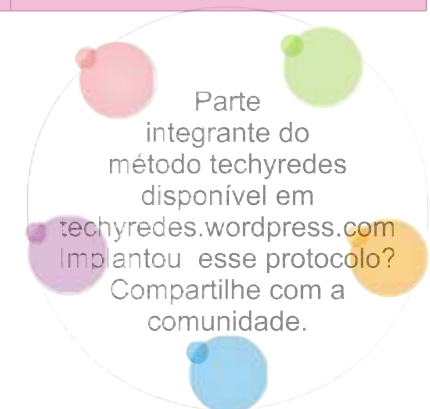 Parte
integrante do
método techyredes
disponível em
techyredes.wordpress.com
Implantou esse protocolo?
Compartilhe com a
comunidade.